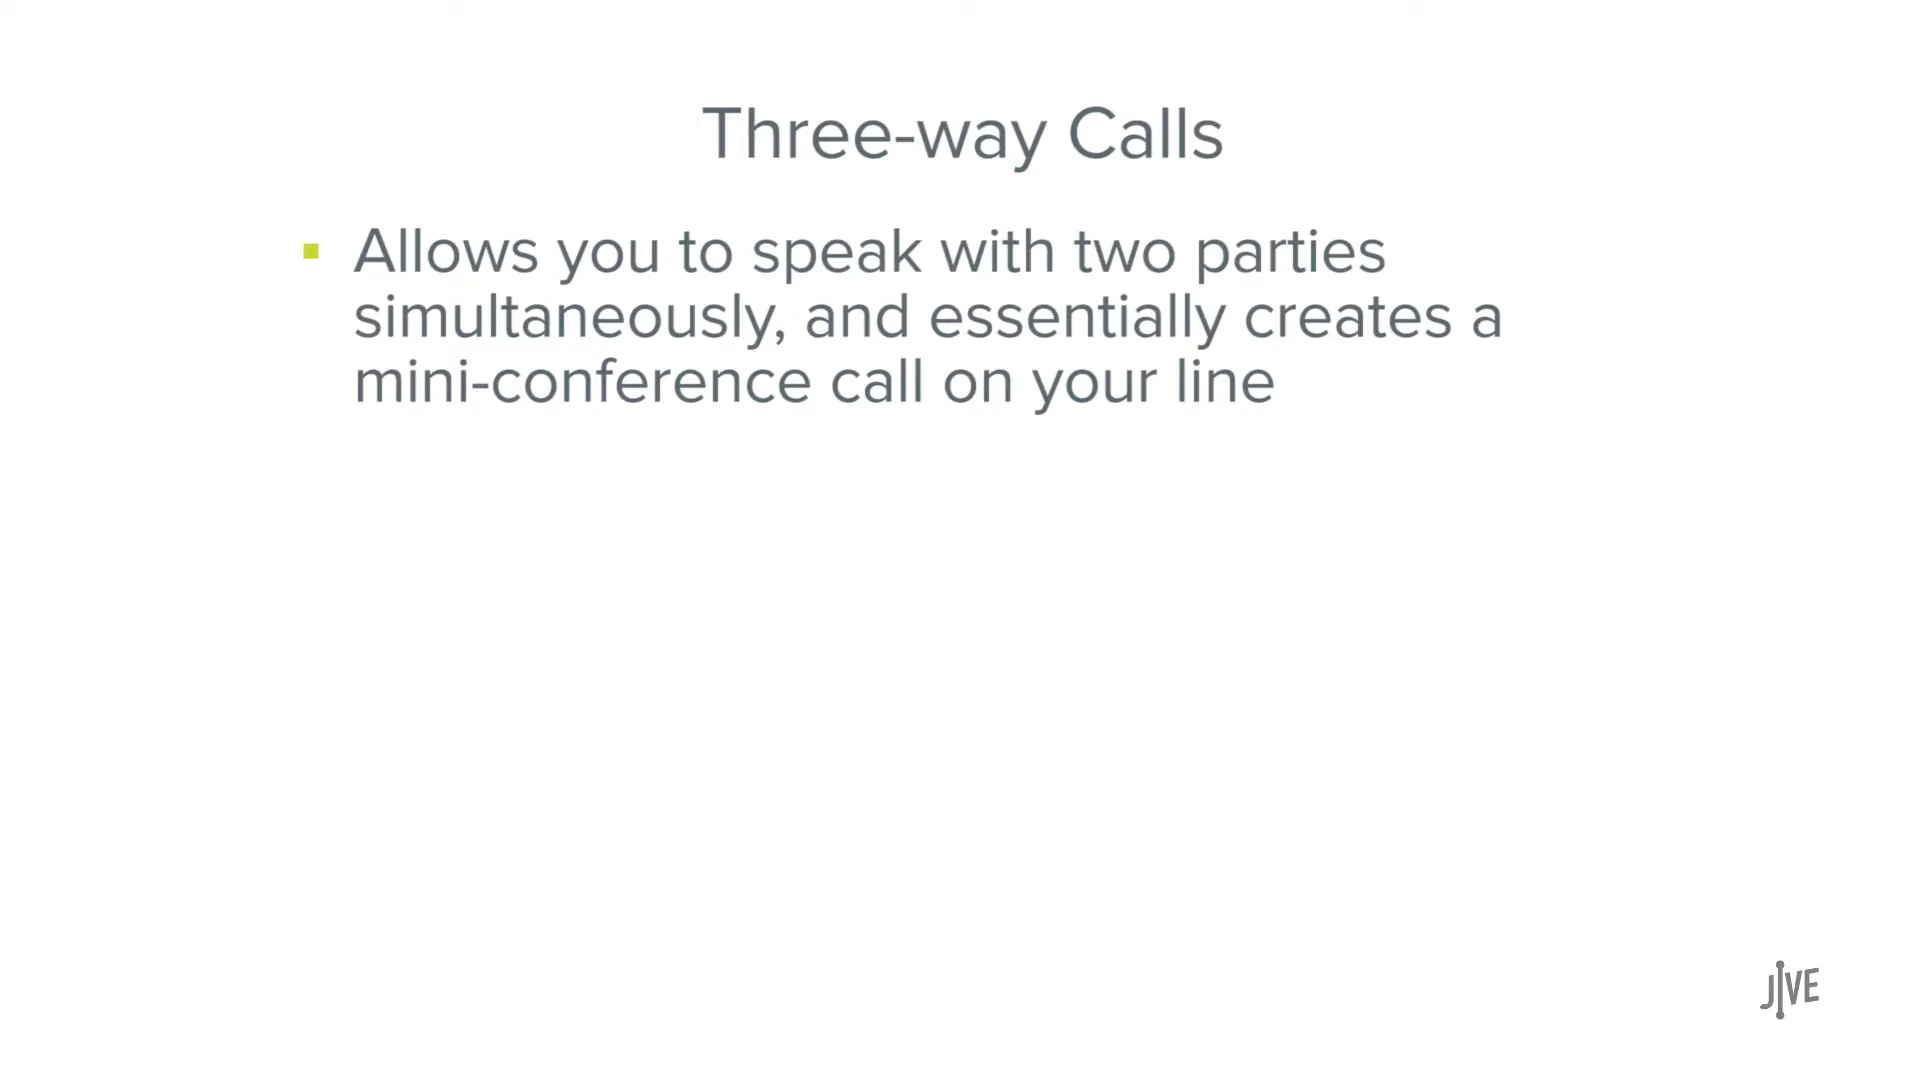 Three-way Calls
Allows you to speak with two parties
simultaneously, and essentially creates a
mini-conference call on your line
JIVE